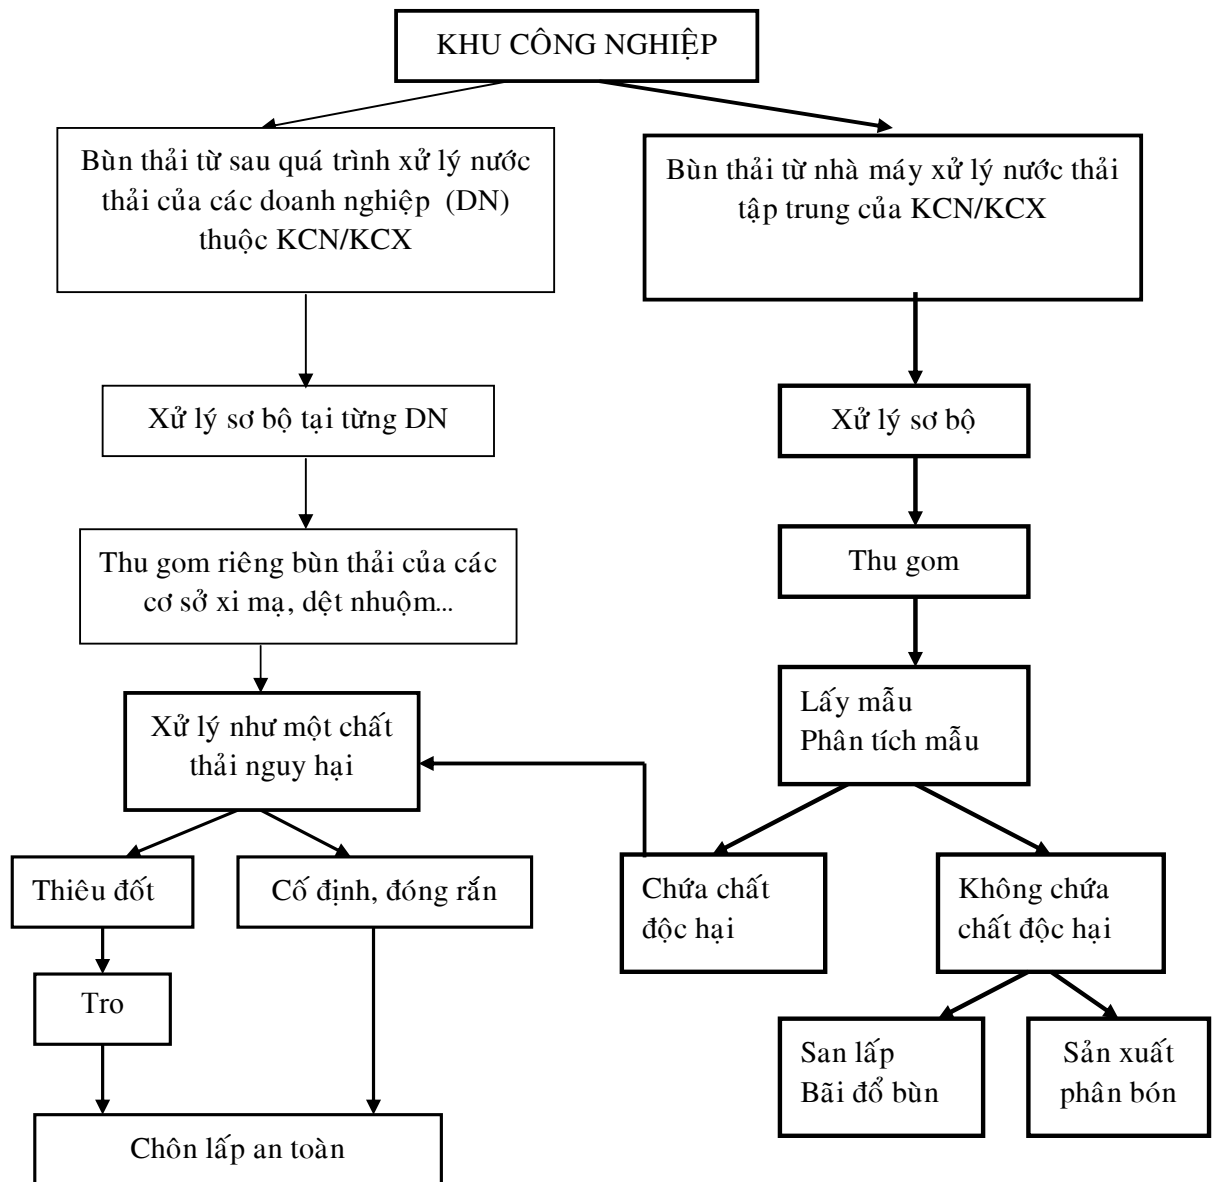 KHU CÔNG NGHIỆP
Bùn thải từ sau quá trình xử lý nước
thải của các doanh nghiệp (DN)
thuộc KCN/KCX
Bùn thải từ nhà máy xử lý nước thải
tập trung của KCN/KCX
Xử lý sơ bộ tại từng DN
Xử lý sơ bộ
Thu gom riêng bùn thải của các
cơ sở xi mạ, dệt nhuộm...
Thu gom
Lấy mẫu
Phân tích mẫu
Xử lý như một chất
thải nguy hại
Thiêu đốt
Cố định, đóng rắn
Chứa chất
độc hại
Không chứa
chất độc hại
Tro
San lấp
Bãi đổ bùn
Sản xuất
phân bón
Chôn lấp an toàn